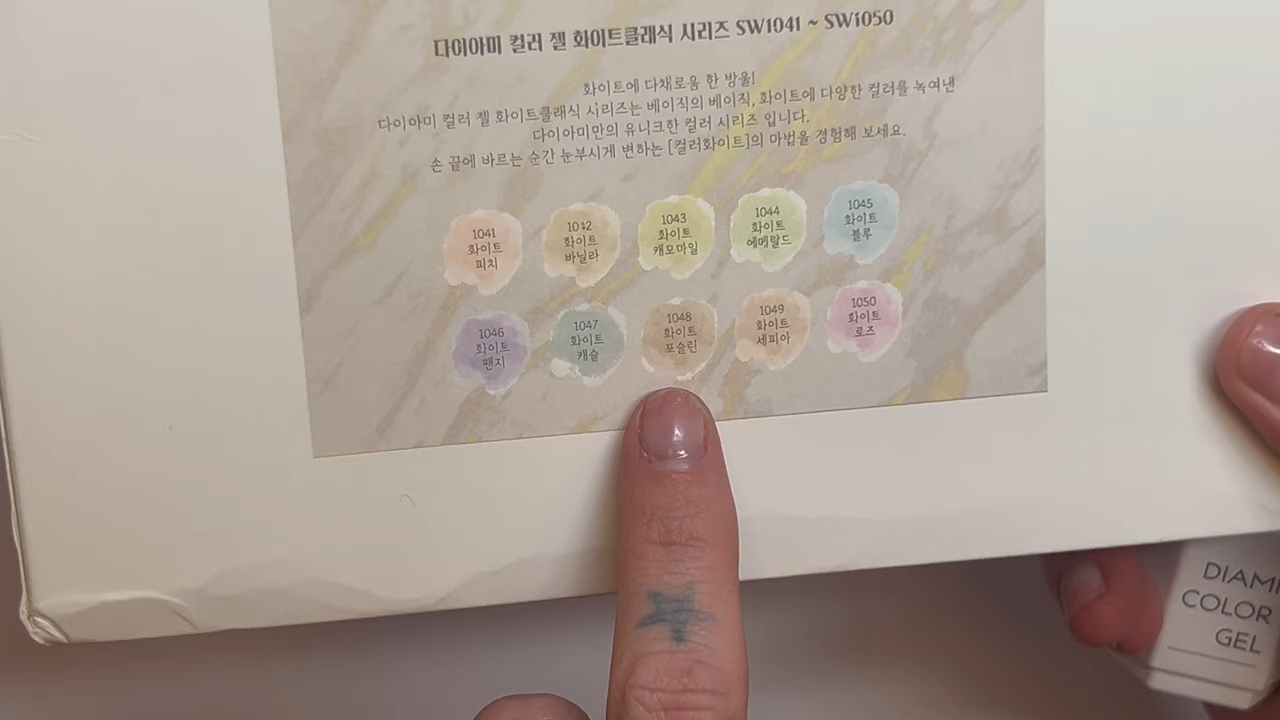 다이아미 컬러 젤 화이트클래식 시리즈 SW1041 ~ SW1050
화이트에 다채로움 한 방울!
다이아미 컬러 젤 화이트클래식 시리즈는 베이직의 베이직, 화이트에 다양한 컬러를 녹여낸
다이아미만의 유니크한 컬러 시리즈 입니다.
손 끝에 바르는 순간 눈부시게 변하는 [컬러화이트]의 마법을 경험해 보세요.
1041
화이트
피치
1042
화이트
바닐라
1043
화이트
캐모마일
1044
화이트
에메랄드
1045
화이트
블루
1046
화이트
팬지
1047
화이트
캐슬
1048
화이트
포슬린
1049
화이트
세피아
1050
화이트
로즈
DIAMI
COLOR
GEL